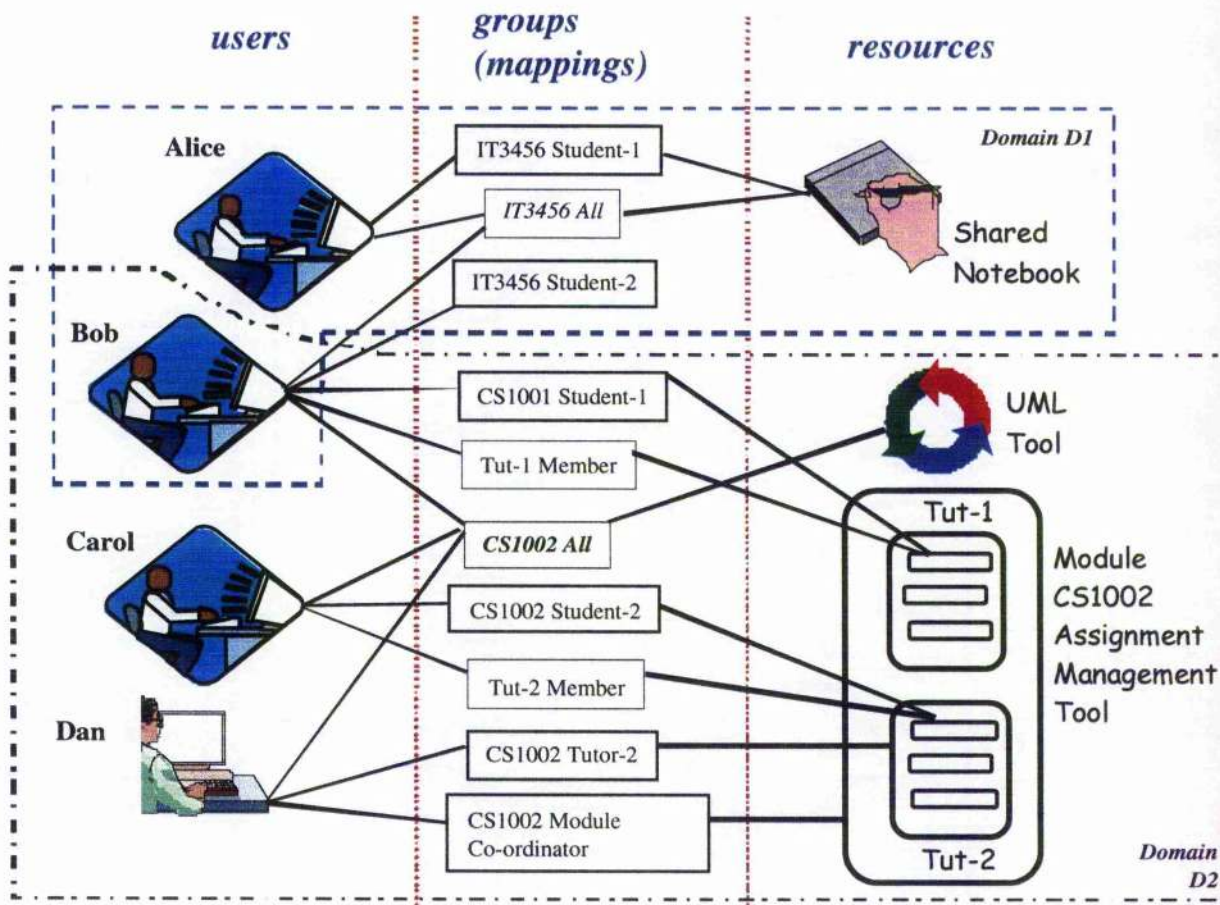 users
groups
(mappings)
resources
Alice
IT3456 Student-1
Domain D1
IT3456 All
Shared
Notebook
IT3456 Student-2
Bob
CS1001 Student-1
UML
Tool
Tut-1 Member
Tut-1
Carol
CS1002 All
Module
CS1002
Assignment
Management
Tool
CS1002 Student-2
Tut-2 Member
Dan
CS1002 Tutor-2
CS1002 Module
Co-ordinator
Tut-2
Domain
D2